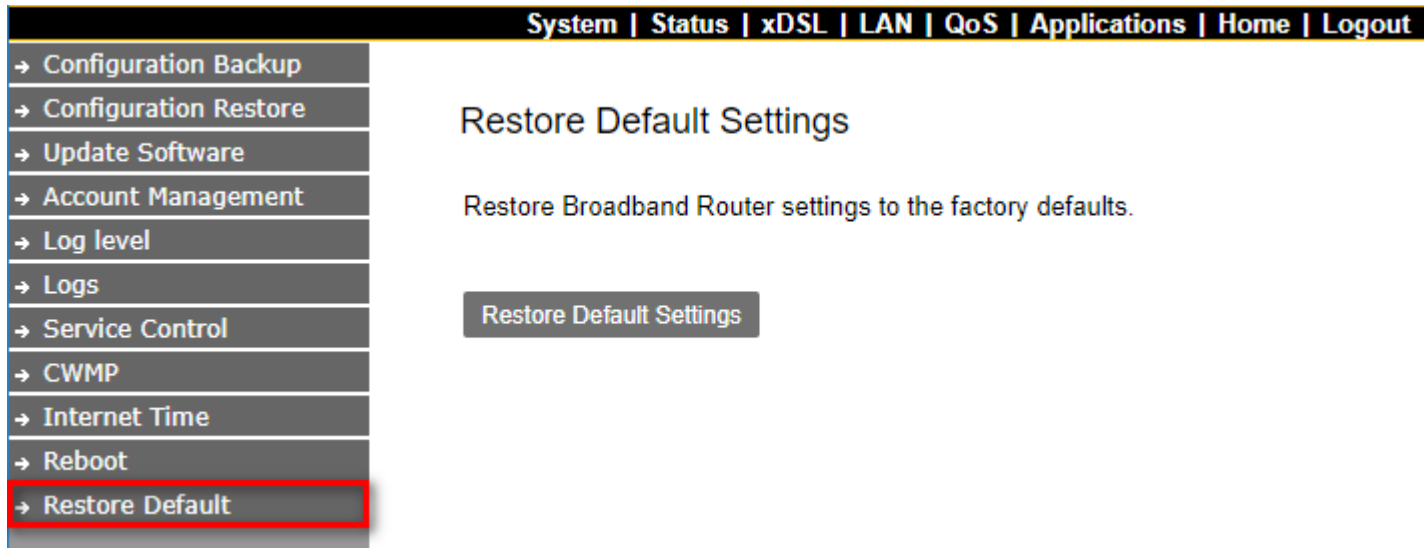 System | Status | xDSL | LAN | QoS | Applications | Home | Logout
Configuration Backup
Configuration Restore
Update Software
Account Management
Log level
Logs
Service Control
CWMP
Internet Time
Reboot
Restore Default
Restore Default Settings
Restore Broadband Router settings to the factory defaults.
Restore Default Settings